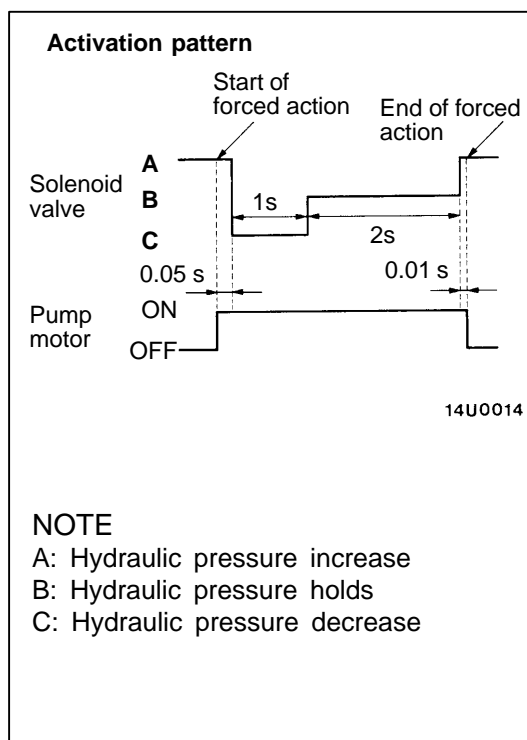 Activation pattern
Start of
forced action
End of forced
action
A
Solenoid
valve
B
1s
C
2s
0.05 s
0.01 s
Pump
motor
ON
OFF
14U0014
NOTE
A: Hydraulic pressure increase
B: Hydraulic pressure holds
C: Hydraulic pressure decrease